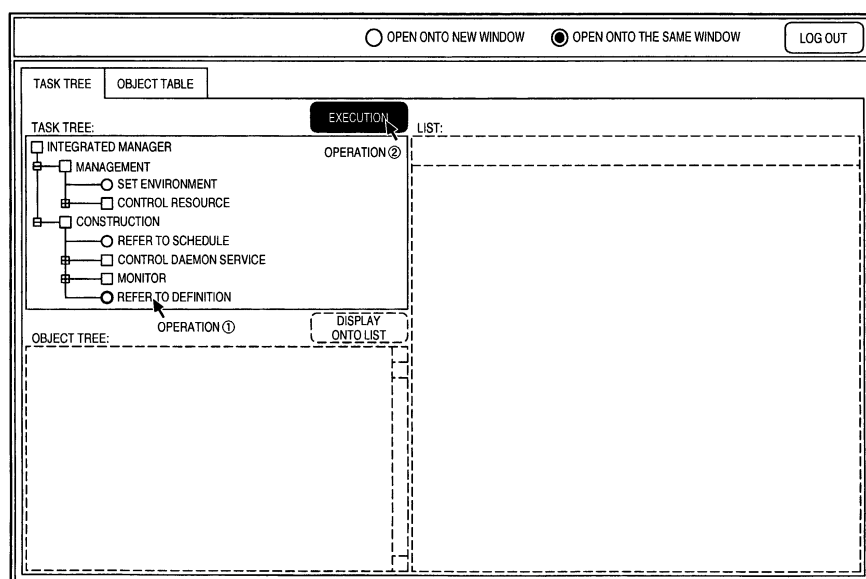 OPEN ONTO NEW WINDOW OPEN ONTO THE SAME WINDOW LOG OUT
TASK TREE OBJECT TABLE
EXECUTION
TASK TREE: LIST:
INTEGRATED MANAGER OPERATION ②
MANAGEMENT
SET ENVIRONMENT
CONTROL RESOURCE
CONSTRUCTION
REFER TO SCHEDULE
CONTROL DAEMON SERVICE
MONITOR
REFER TO DEFINITION
OPERATION ① DISPLAY
OBJECT TREE: ONTO LIST